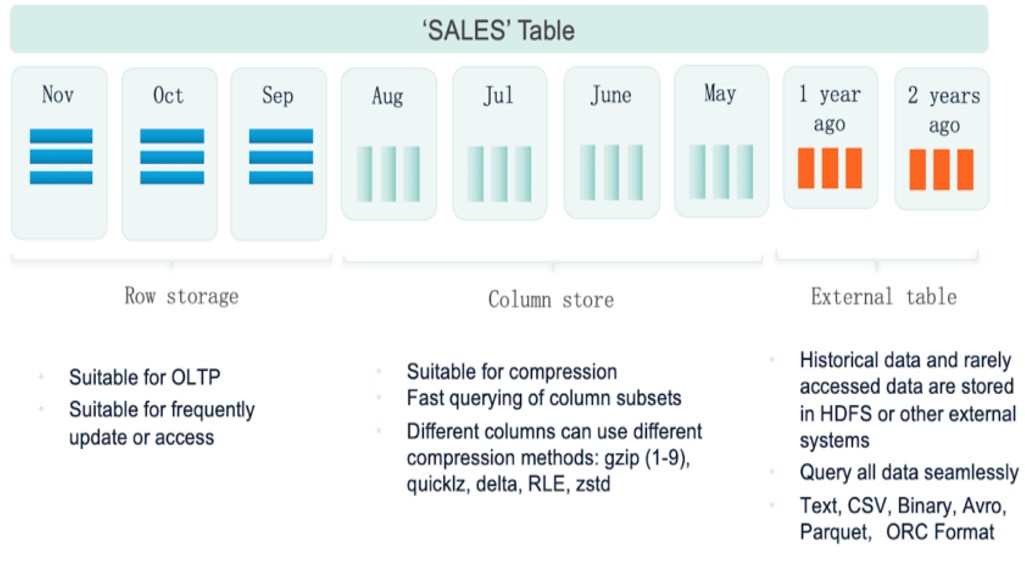 ‘SALES’ Table
Nov
Oct
Sep
Aug
Jul
June
May
1 year
ago
2 years
ago
Row storage
Column store
External table
Suitable for OLTP
Suitable for frequently
update or access
Suitable for compression
Fast querying of column subsets
Different columns can use different
compression methods: gzip (1-9),
quicklz, delta, RLE, zstd
Historical data and rarely
accessed data are stored
in HDFS or other external
systems
Query all data seamlessly
Text, CSV, Binary, Avro,
Parquet, ORC Format